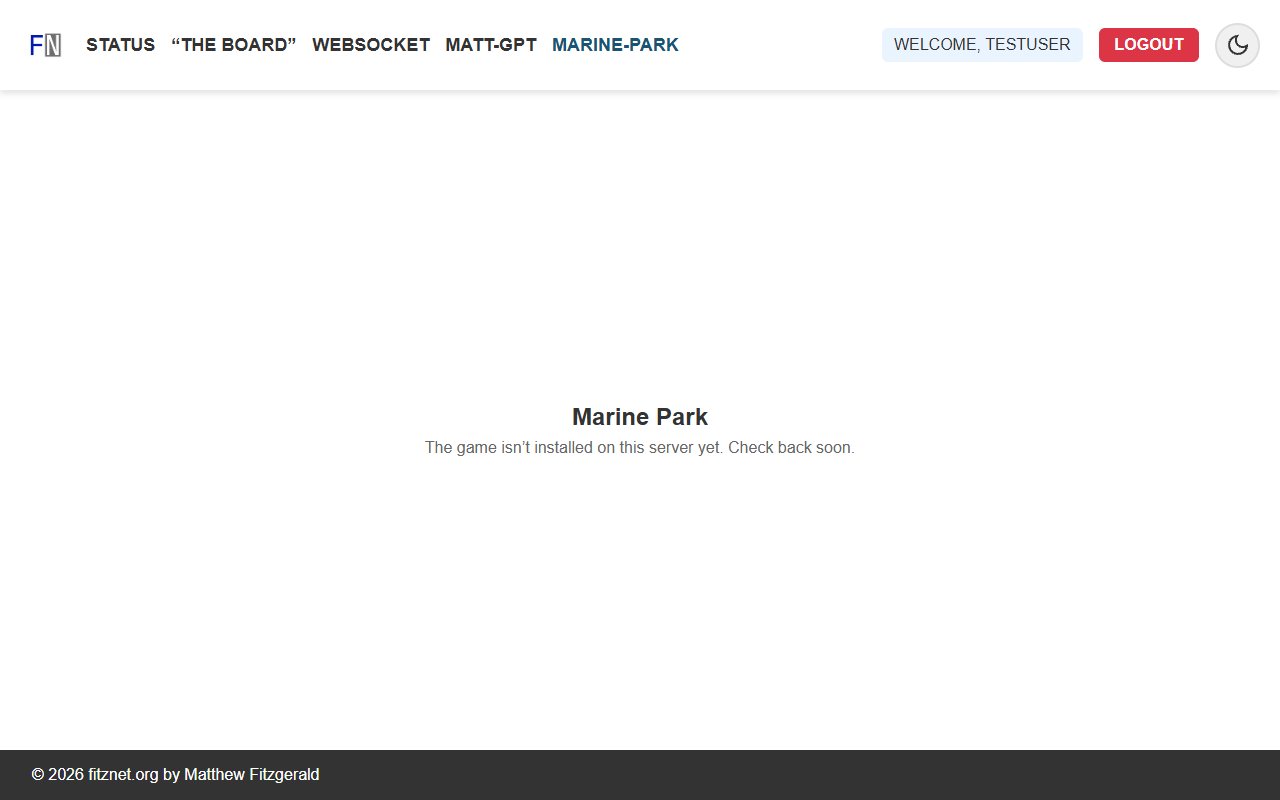 FN
STATUS “THE BOARD” WEBSOCKET MATT-GPT MARINE-PARK WELCOME, TESTUSER LOGOUT
Marine Park
The game isn’t installed on this server yet. Check back soon.
© 2026 fitznet.org by Matthew Fitzgerald